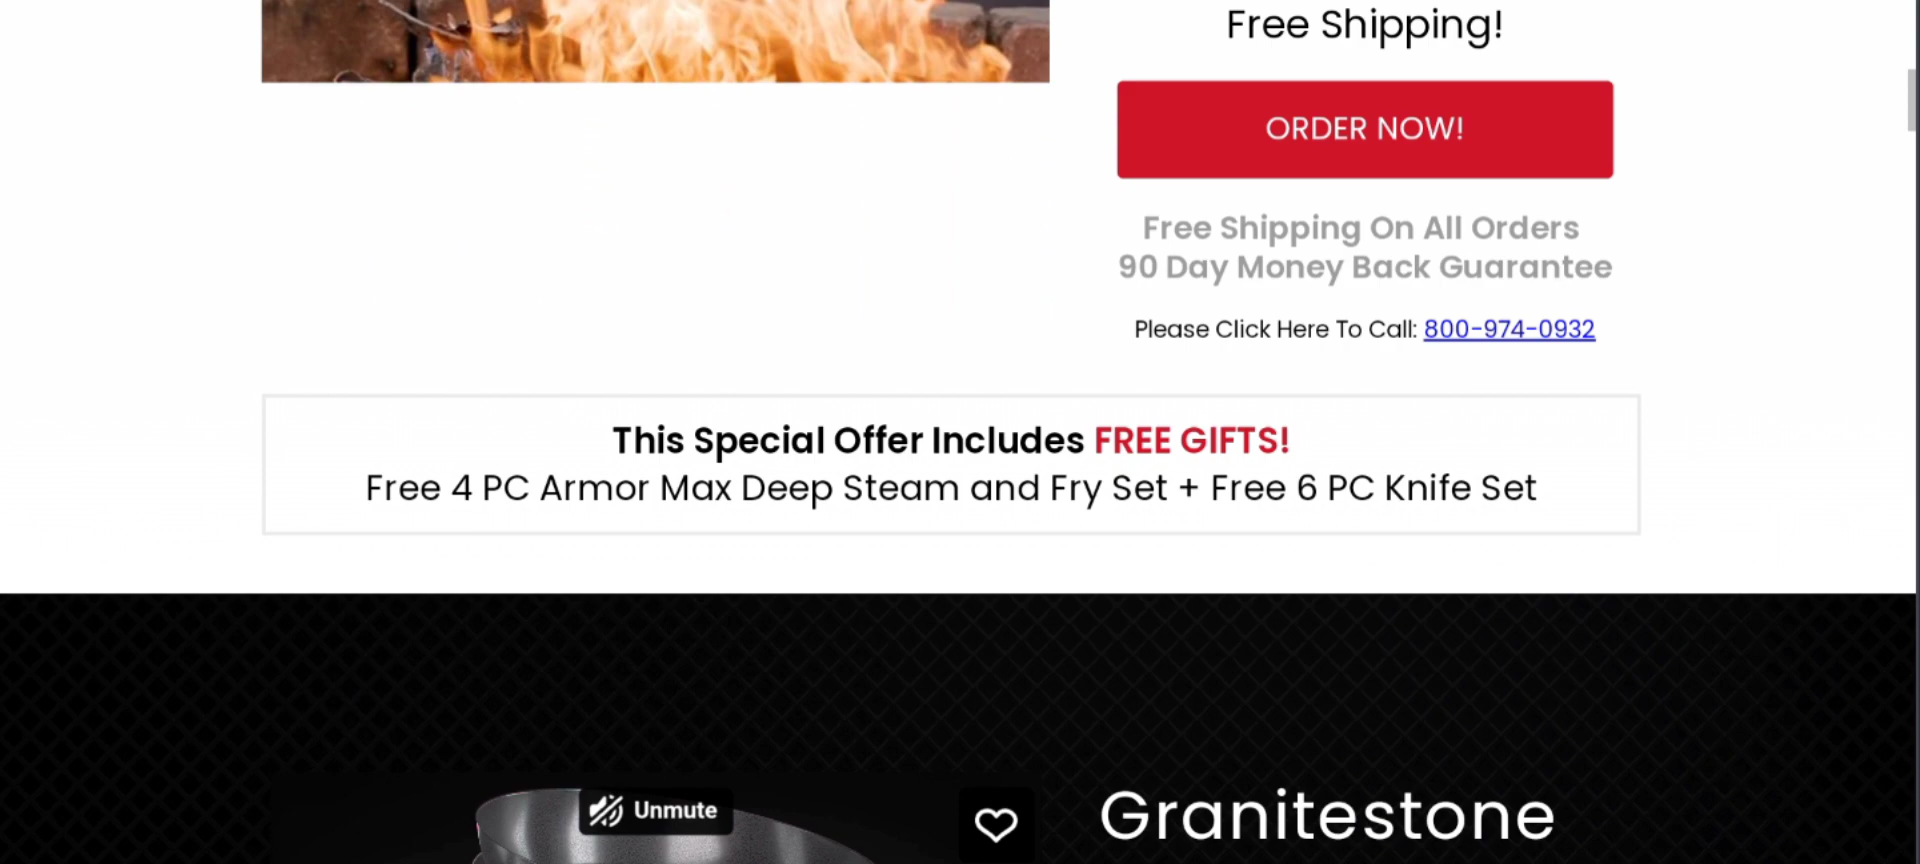 Free Shipping!
ORDER NOW!
Free Shipping On All Orders
90 Day Money Back Guarantee
Please Click Here To Call: 800-974-0932
This Special Offer Includes FREE GIFTS!
Free 4 PC Armor Max Deep Steam and Fry Set + Free 6 PC Knife Set
Unmute
Granitestone